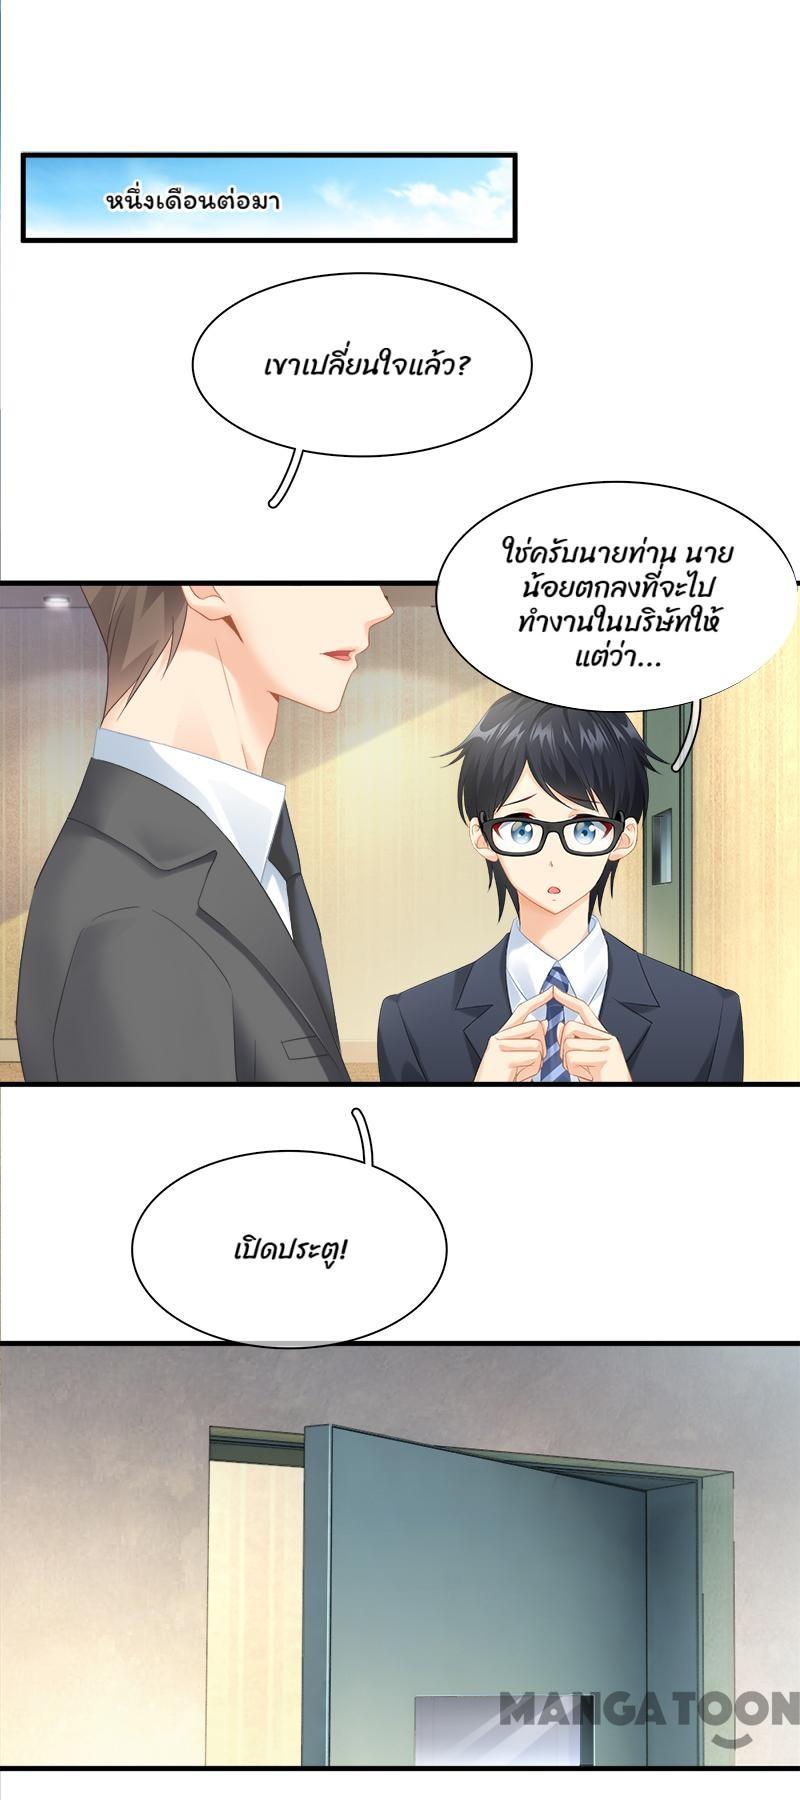 หนึ่งเดือนต่อมา
เขาเปลี่ยนใจแล้ว?
ใช่ครับนายท่าน นาย
น้อยตกลงที่จะไป
ทำงานในบริษัทให้
แต่ว่า...
เปิดประตู!
MANGATOON